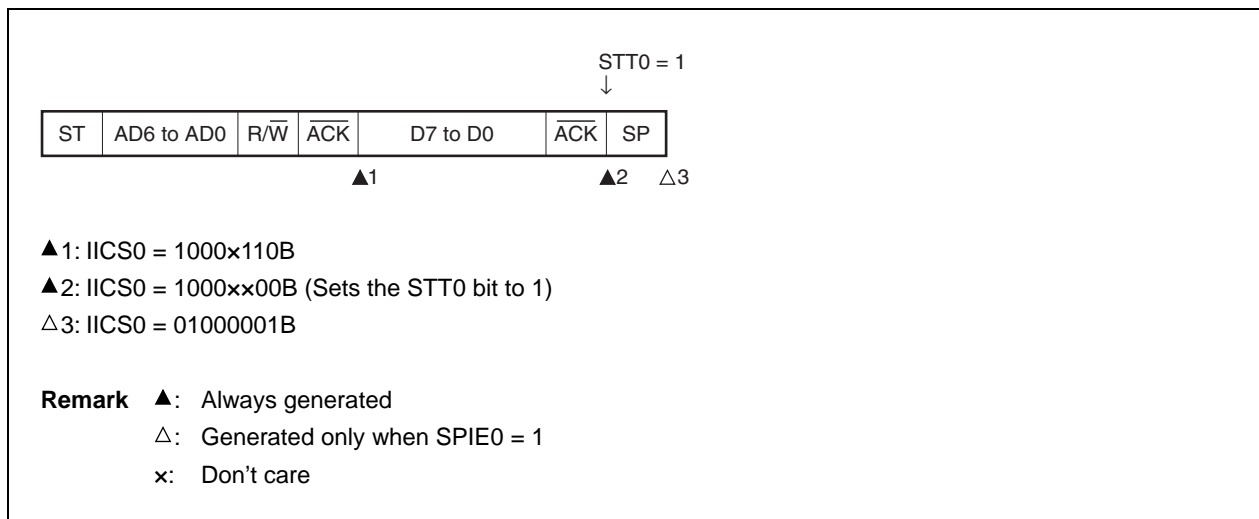 STT0 = 1
↓
ST AD6 to AD0 R/W̅ A̅C̅K̅ D7 to D0 A̅C̅K̅ SP
▲1 ▲2 △3
▲1: IICS0 = 1000×110B
▲2: IICS0 = 1000××00B (Sets the STT0 bit to 1)
△3: IICS0 = 01000001B
Remark ▲: Always generated
△: Generated only when SPIE0 = 1
×: Don't care